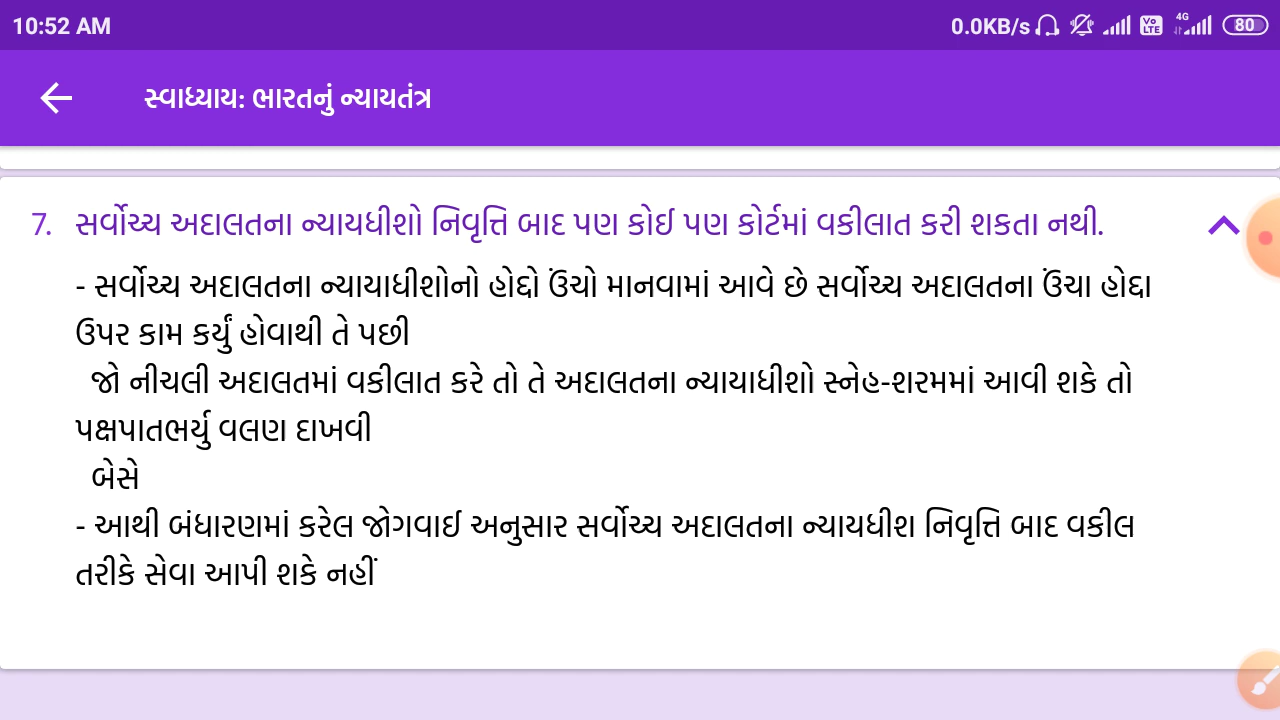 10:52 AM
0.0KB/s
Vo LTE
4G
80
સ્વાધ્યાય: ભારતનું ન્યાયતંત્ર
7. સર્વોચ્ચ અદાલતના ન્યાયધીશો નિવૃત્તિ બાદ પણ કોઈ પણ કોર્ટમાં વકીલાત કરી શકતા નથી.
- સર્વોચ્ચ અદાલતના ન્યાયાધીશોનો હોદ્દો ઉંચો માનવામાં આવે છે સર્વોચ્ચ અદાલતના ઉંચા હોદ્દા
ઉપર કામ કર્યું હોવાથી તે પછી
જો નીચલી અદાલતમાં વકીલાત કરે તો તે અદાલતના ન્યાયાધીશો સ્નેહ-શરમમાં આવી શકે તો
પક્ષપાતભર્યુ વલણ દાખવી
બેસે
- આથી બંધારણમાં કરેલ જોગવાઈ અનુસાર સર્વોચ્ચ અદાલતના ન્યાયધીશ નિવૃત્તિ બાદ વકીલ
તરીકે સેવા આપી શકે નહીં